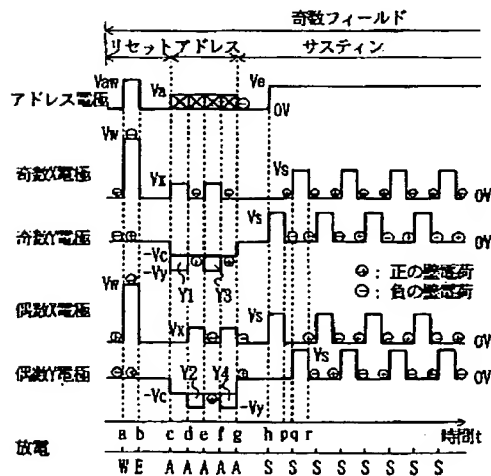 奇数フィールド
リセット アドレス サスティン
Vaw Va Ve
アドレス電極 0V
Vw
Vx Vs
奇数X電極 0V
Vs
奇数Y電極 0V
-Vc
-Vy
Y1 Y3
⊕：正の壁電荷
⊖：負の壁電荷
Vw
偶数X電極 Vx Vs 0V
Y2 Y4 Vs
偶数Y電極 0V
-Vc -Vy
a b c d e f g h p q r 時間t
放電
W E A A A A A S S S S S S S S S